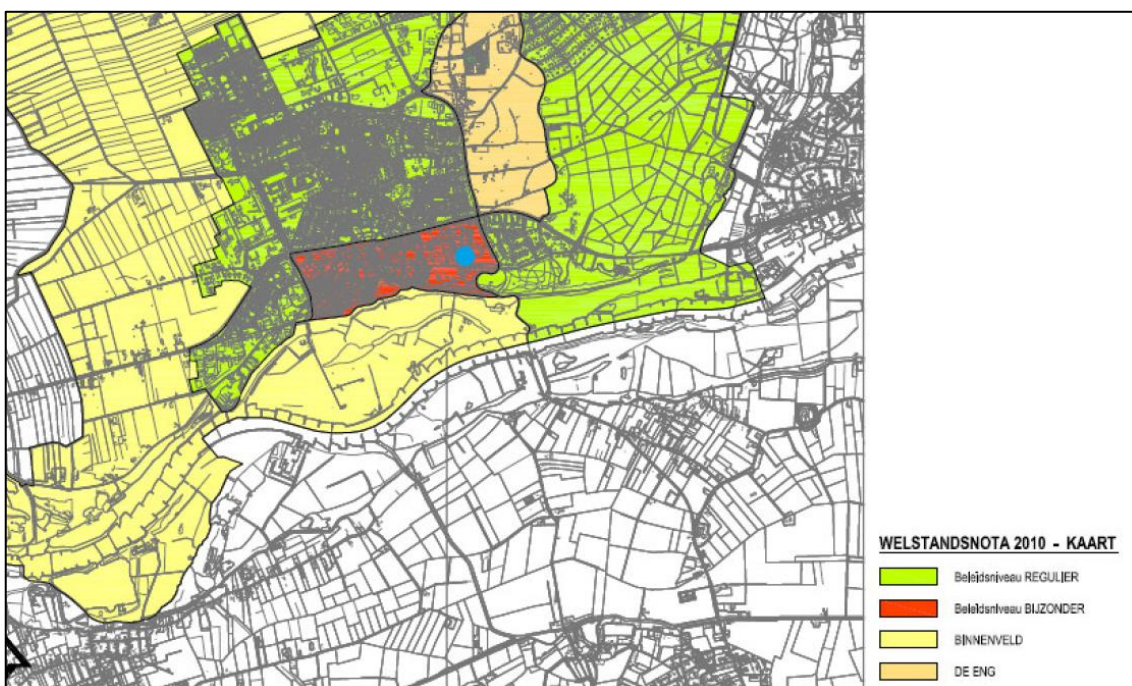 WELSTANDSNOTA 2010 - KAART
Beleidsniveau REGULIER
Beleidsniveau BIJZONDER
BINNENVELD
DE ENG